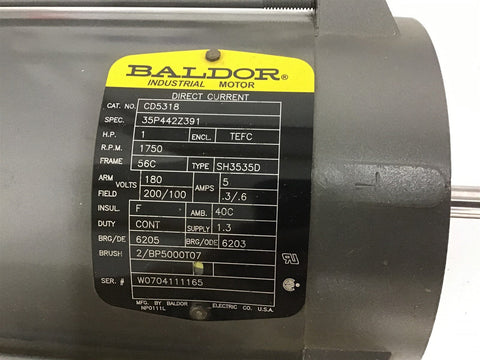 BALDOR®
INDUSTRIAL MOTOR
DIRECT CURRENT
CAT. NO. CD5318
SPEC. 35P442Z391
H.P. 1 ENCL. TEFC
R.P.M. 1750
FRAME 56C TYPE SH3535D
ARM VOLTS 180 AMPS 5
FIELD 200/100 .3/.6
INSUL. F AMB. 40C
DUTY CONT SUPPLY 1.3
BRG/DE 6205 BRG/ODE 6203
BRUSH 2/BP5000T07
SER. # W0704111165
MFG. BY BALDOR ELECTRIC CO. U.S.A.
NP0111L